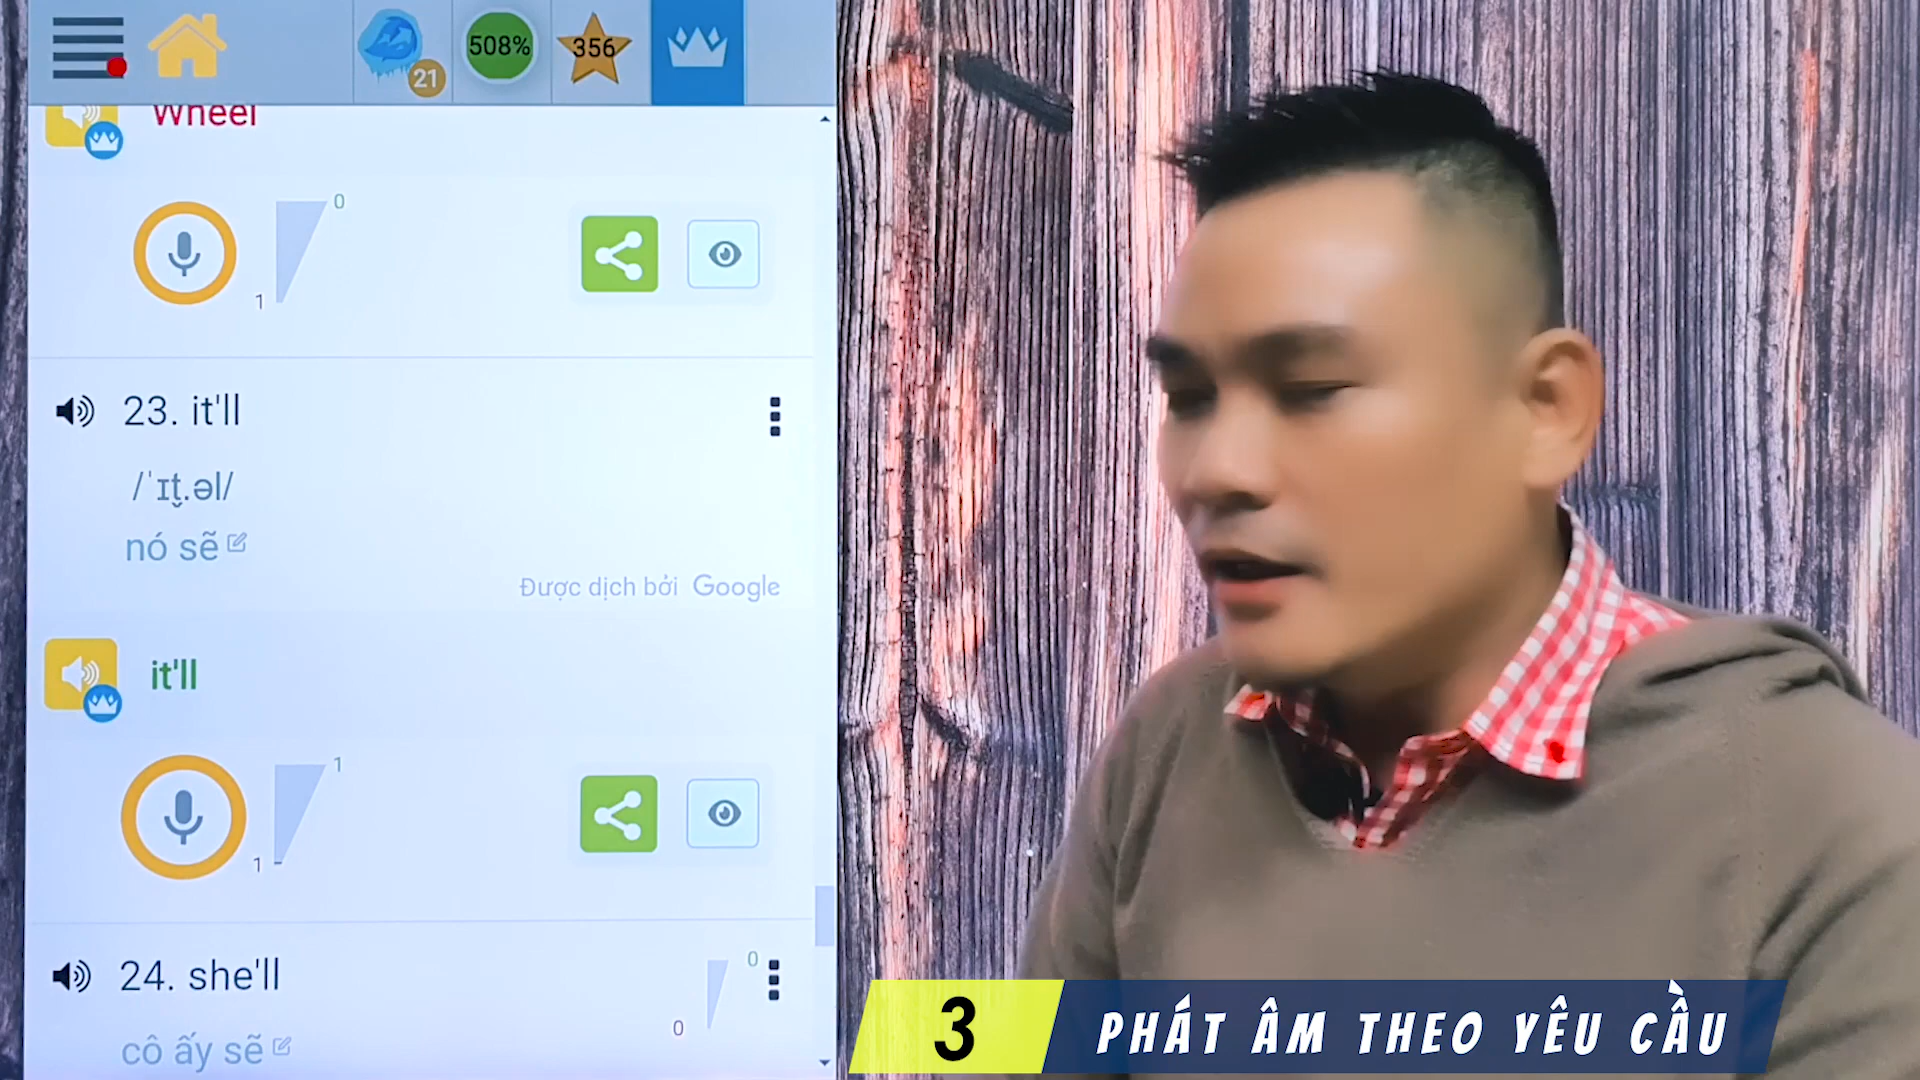 21
508%
356
Wheel
0
1
23. it'll
/ˈɪt̬.əl/
nó sẽ
Được dịch bởi Google
it'll
1
1
24. she'll
0
0
cô ấy sẽ
3 PHÁT ÂM THEO YÊU CẦU